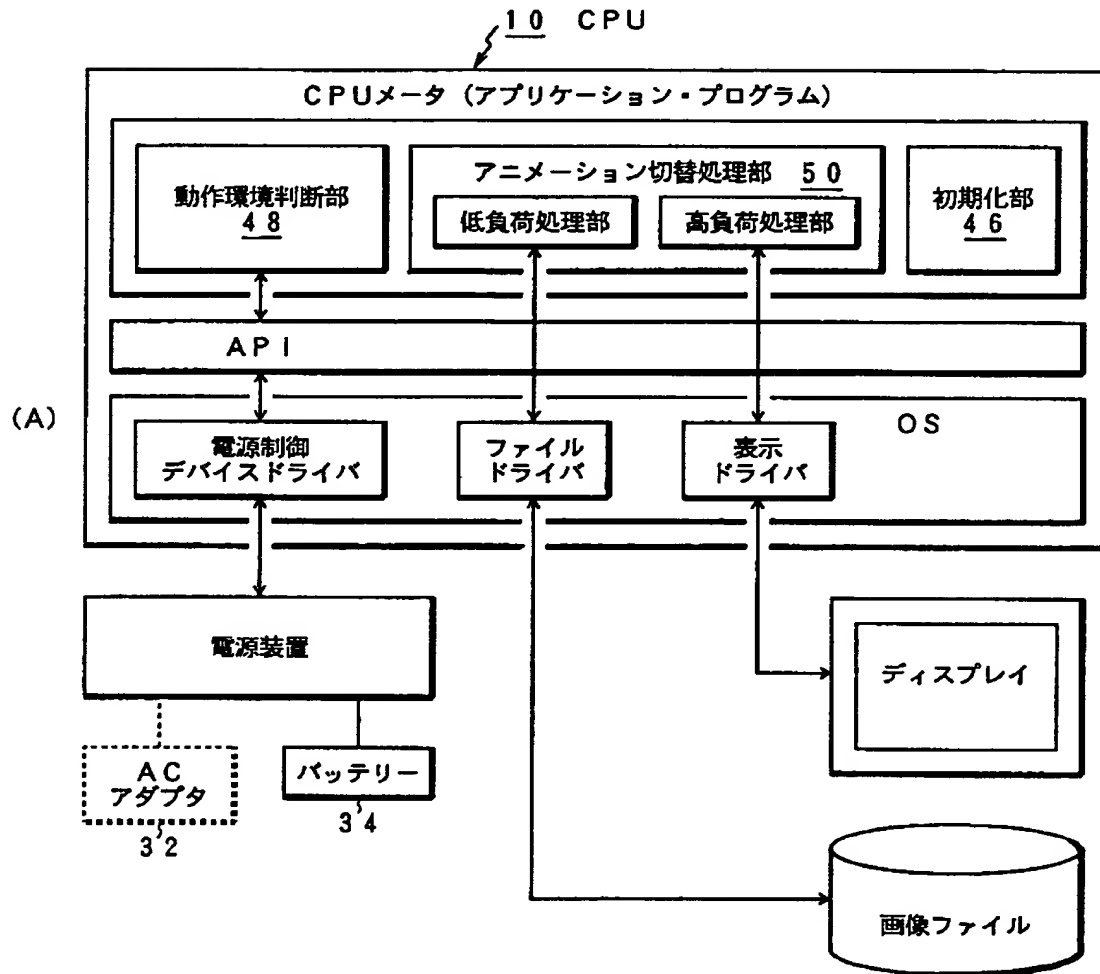 10 CPU
CPUメータ (アプリケーション・プログラム)
動作環境判断部
48
アニメーション切替処理部 50
低負荷処理部
高負荷処理部
初期化部
46
API
(A)
OS
電源制御
デバイスドライバ
ファイル
ドライバ
表示
ドライバ
電源装置
ディスプレイ
AC
アダプタ
32
バッテリー
34
画像ファイル